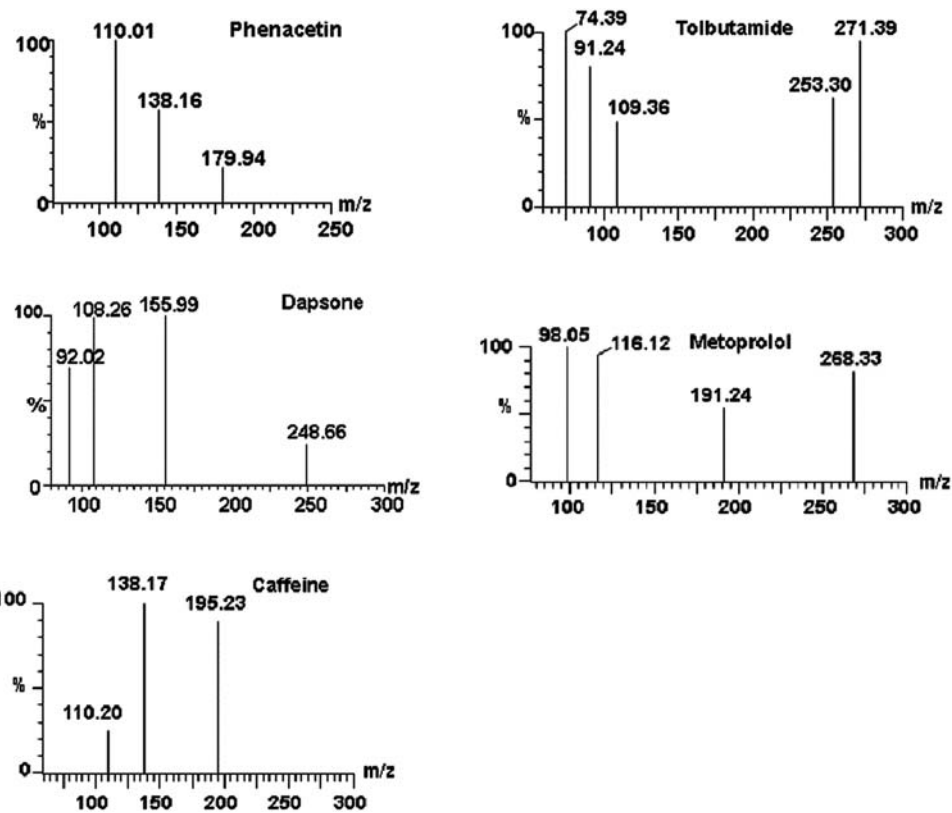 Phenacetin
100
110.01
138.16
179.94
%
0
m/z
100 150 200 250
Tolbutamide
100
74.39
91.24
109.36
253.30
271.39
%
0
m/z
100 150 200 250 300
Dapsone
100
92.02
108.26
155.99
248.66
%
0
m/z
100 150 200 250 300
Metoprolol
100
98.05
116.12
191.24
268.33
%
0
m/z
100 150 200 250 300
Caffeine
100
110.20
138.17
195.23
%
0
m/z
100 150 200 250 300